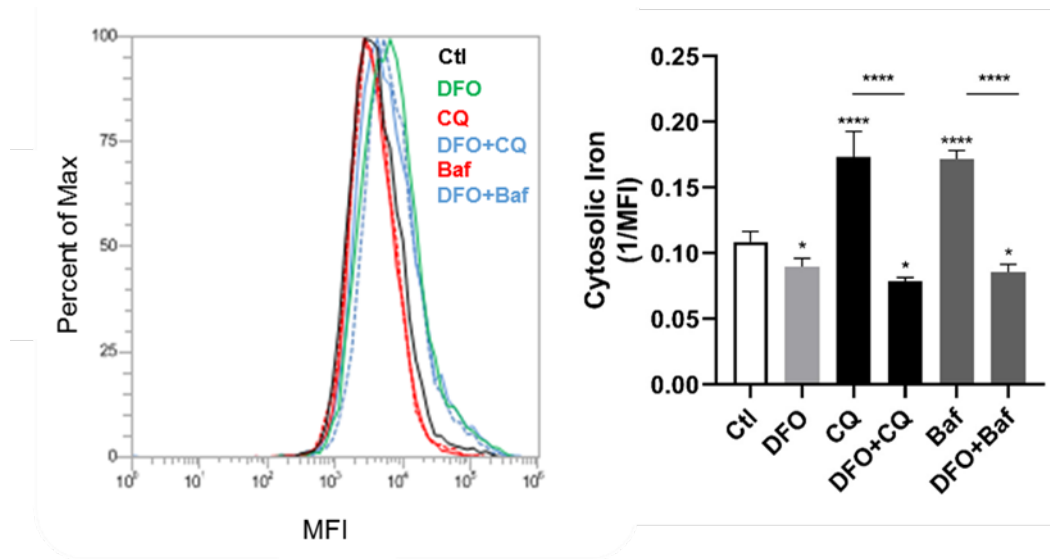 100
75
50
25
0
Percent of Max
10⁰ 10¹ 10² 10³ 10⁴ 10⁵ 10⁶
MFI
Ctl
DFO
CQ
DFO+CQ
Baf
DFO+Baf
Cytosolic Iron
(1/MFI)
0.25
0.20
0.15
0.10
0.05
0.00
**** ****
**** ****
* * *
Ctl DFO CQ DFO+CQ Baf DFO+Baf